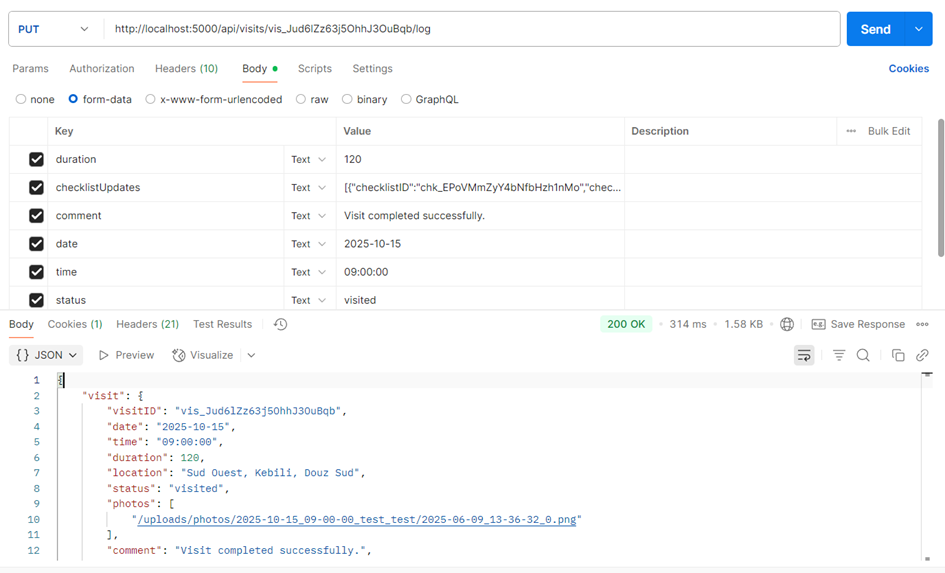 PUT http://localhost:5000/api/visits/vis_Jud6lZz63j5OhhJ3OuBqb/log Send
Params Authorization Headers (10) Body Scripts Settings Cookies
none form-data x-www-form-urlencoded raw binary GraphQL
Key Value Description Bulk Edit
duration Text 120
checklistUpdates Text [{"checklistID":"chk_EPoVMmZyY4bNfbHzh1nMo","chec...
comment Text Visit completed successfully.
date Text 2025-10-15
time Text 09:00:00
status Text visited
Body Cookies (1) Headers (21) Test Results 200 OK 314 ms 1.58 KB Save Response
{} JSON Preview Visualize
1 {
2 "visit": {
3 "visitID": "vis_Jud6lZz63j5OhhJ3OuBqb",
4 "date": "2025-10-15",
5 "time": "09:00:00",
6 "duration": 120,
7 "location": "Sud Ouest, Kebili, Douz Sud",
8 "status": "visited",
9 "photos": [
10 "/uploads/photos/2025-10-15_09-00-00_test_test/2025-06-09_13-36-32_0.png"
11 ],
12 "comment": "Visit completed successfully.",